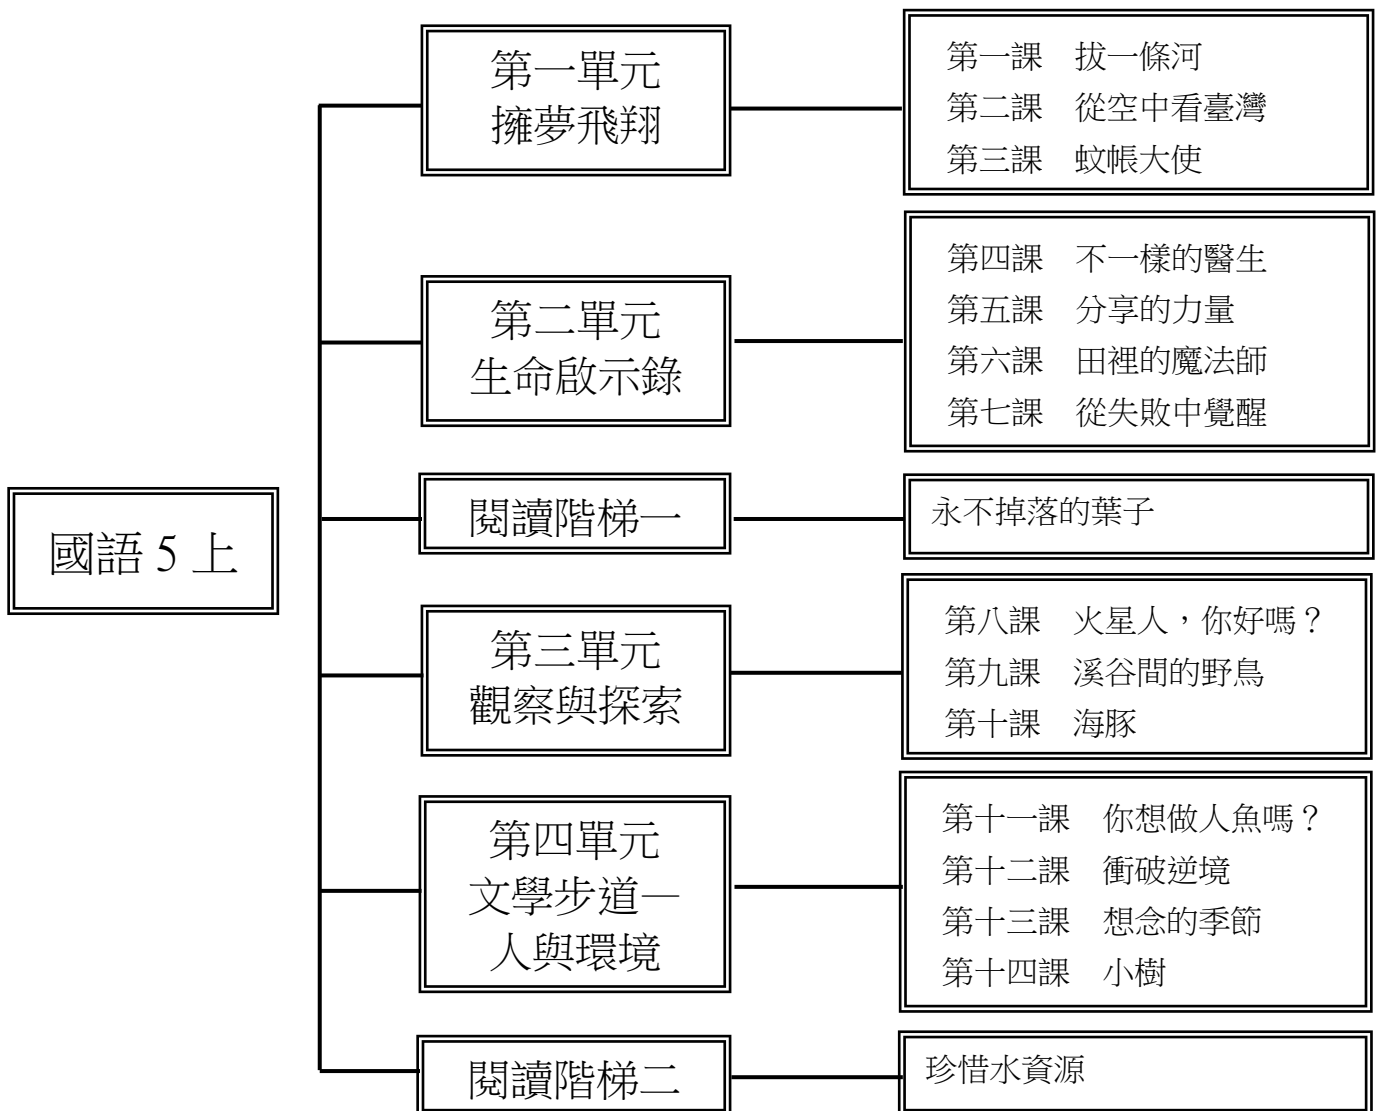 國語 5 上
第一單元
擁夢飛翔
第一課　拔一條河
第二課　從空中看臺灣
第三課　蚊帳大使
第二單元
生命啟示錄
第四課　不一樣的醫生
第五課　分享的力量
第六課　田裡的魔法師
第七課　從失敗中覺醒
閱讀階梯一
永不掉落的葉子
第三單元
觀察與探索
第八課　火星人，你好嗎？
第九課　溪谷間的野鳥
第十課　海豚
第四單元
文學步道—
人與環境
第十一課　你想做人魚嗎？
第十二課　衝破逆境
第十三課　想念的季節
第十四課　小樹
閱讀階梯二
珍惜水資源